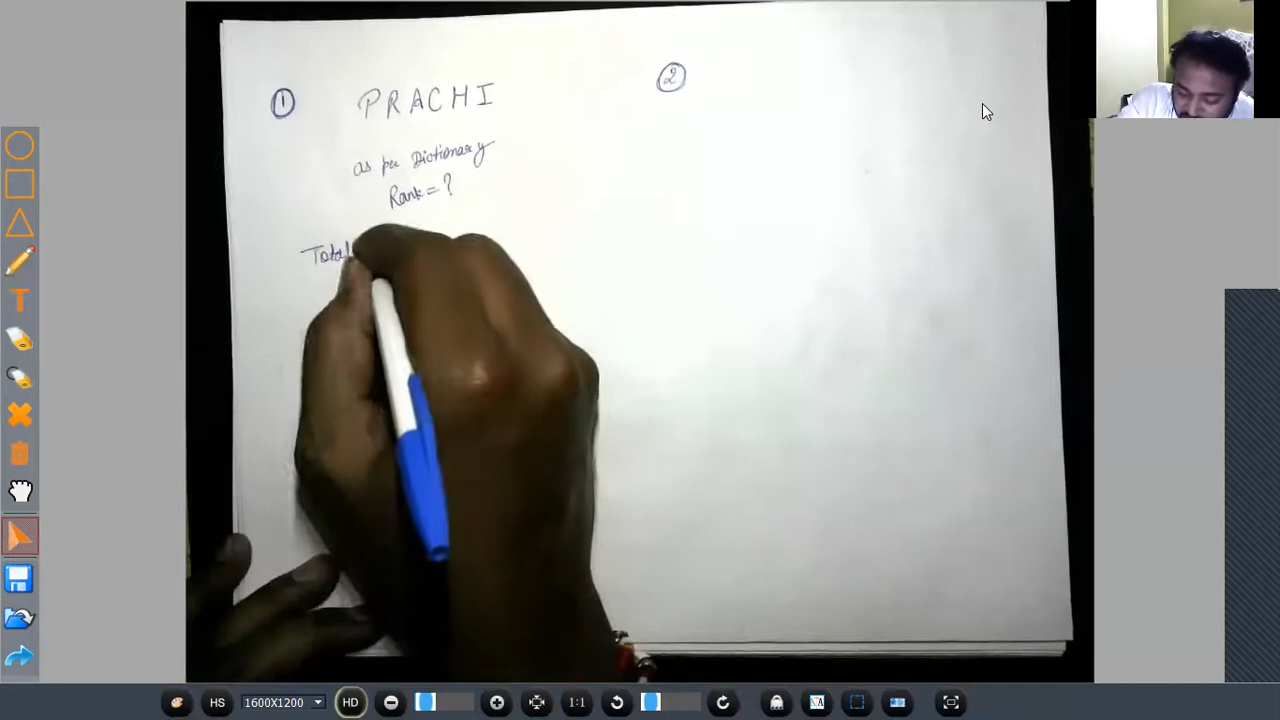 ①
PRACHI
as per Dictionary
Rank = ?
Total
②
T
HS
1600X1200
HD
1:1